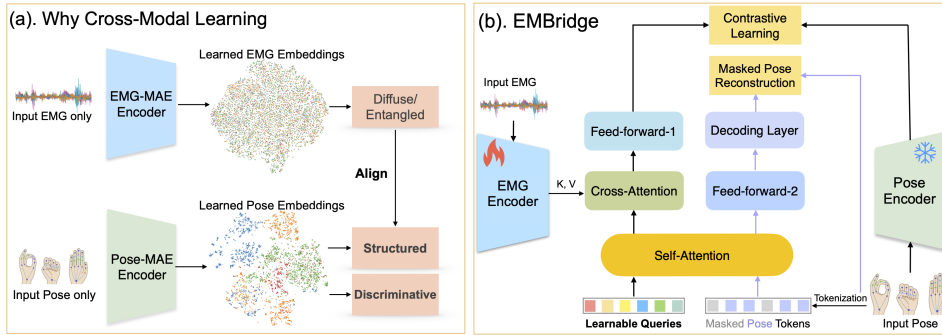 (a). Why Cross-Modal Learning
Input EMG only
EMG-MAE
Encoder
Learned EMG Embeddings
Diffuse/
Entangled
Align
Input Pose only
Pose-MAE
Encoder
Learned Pose Embeddings
Structured
Discriminative
(b). EMBridge
Contrastive
Learning
Masked Pose
Reconstruction
Input EMG
Feed-forward-1
Decoding Layer
EMG
Encoder
K, V
Cross-Attention
Feed-forward-2
Pose
Encoder
Self-Attention
Tokenization
Learnable Queries
Masked Pose Tokens
Input Pose